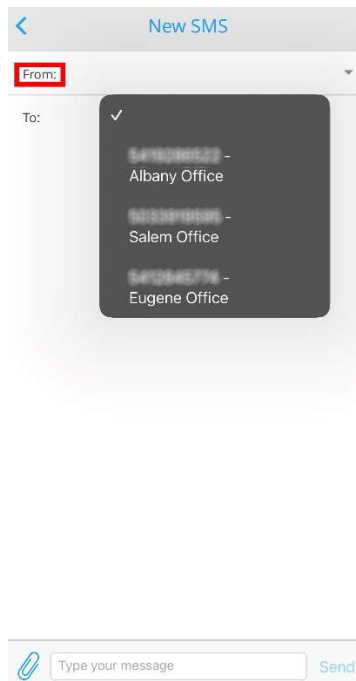 New SMS
From:
To:
-
Albany Office
-
Salem Office
-
Eugene Office
Type your message
Send